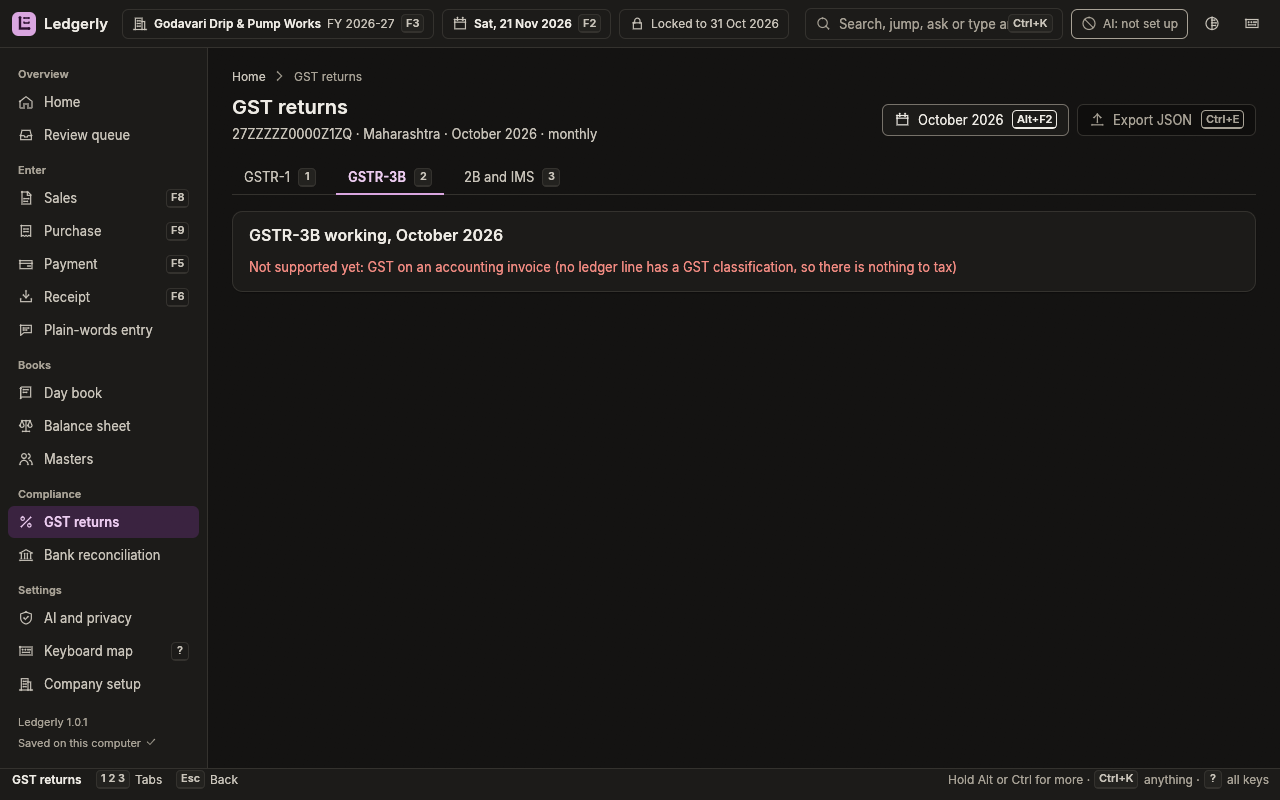 Ledgerly
Godavari Drip & Pump Works FY 2026-27 F3
Sat, 21 Nov 2026 F2
Locked to 31 Oct 2026
Search, jump, ask or type a Ctrl+K
AI: not set up
Overview
Home
Review queue
Enter
Sales F8
Purchase F9
Payment F5
Receipt F6
Plain-words entry
Books
Day book
Balance sheet
Masters
Compliance
GST returns
Bank reconciliation
Settings
AI and privacy
Keyboard map ?
Company setup
Ledgerly 1.0.1
Saved on this computer
Home GST returns
GST returns
27ZZZZZ0000Z1ZQ · Maharashtra · October 2026 · monthly
October 2026 Alt+F2
Export JSON Ctrl+E
GSTR-1 1 GSTR-3B 2 2B and IMS 3
GSTR-3B working, October 2026
Not supported yet: GST on an accounting invoice (no ledger line has a GST classification, so there is nothing to tax)
GST returns 1 2 3 Tabs Esc Back
Hold Alt or Ctrl for more · Ctrl+K anything · ? all keys